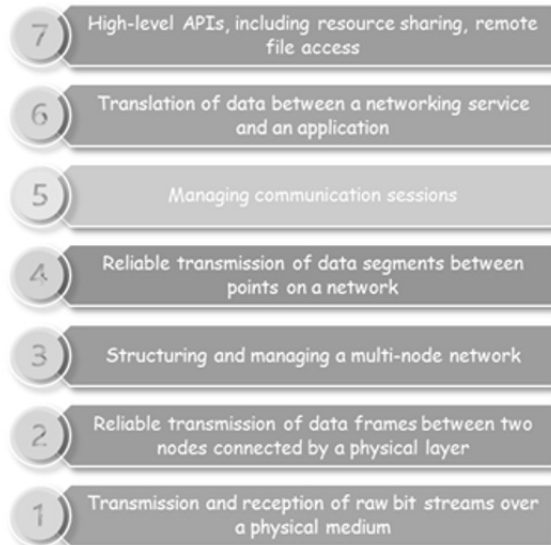 7
High-level APIs, including resource sharing, remote
file access
6
Translation of data between a networking service
and an application
5
Managing communication sessions
4
Reliable transmission of data segments between
points on a network
3
Structuring and managing a multi-node network
2
Reliable transmission of data frames between two
nodes connected by a physical layer
1
Transmission and reception of raw bit streams over
a physical medium